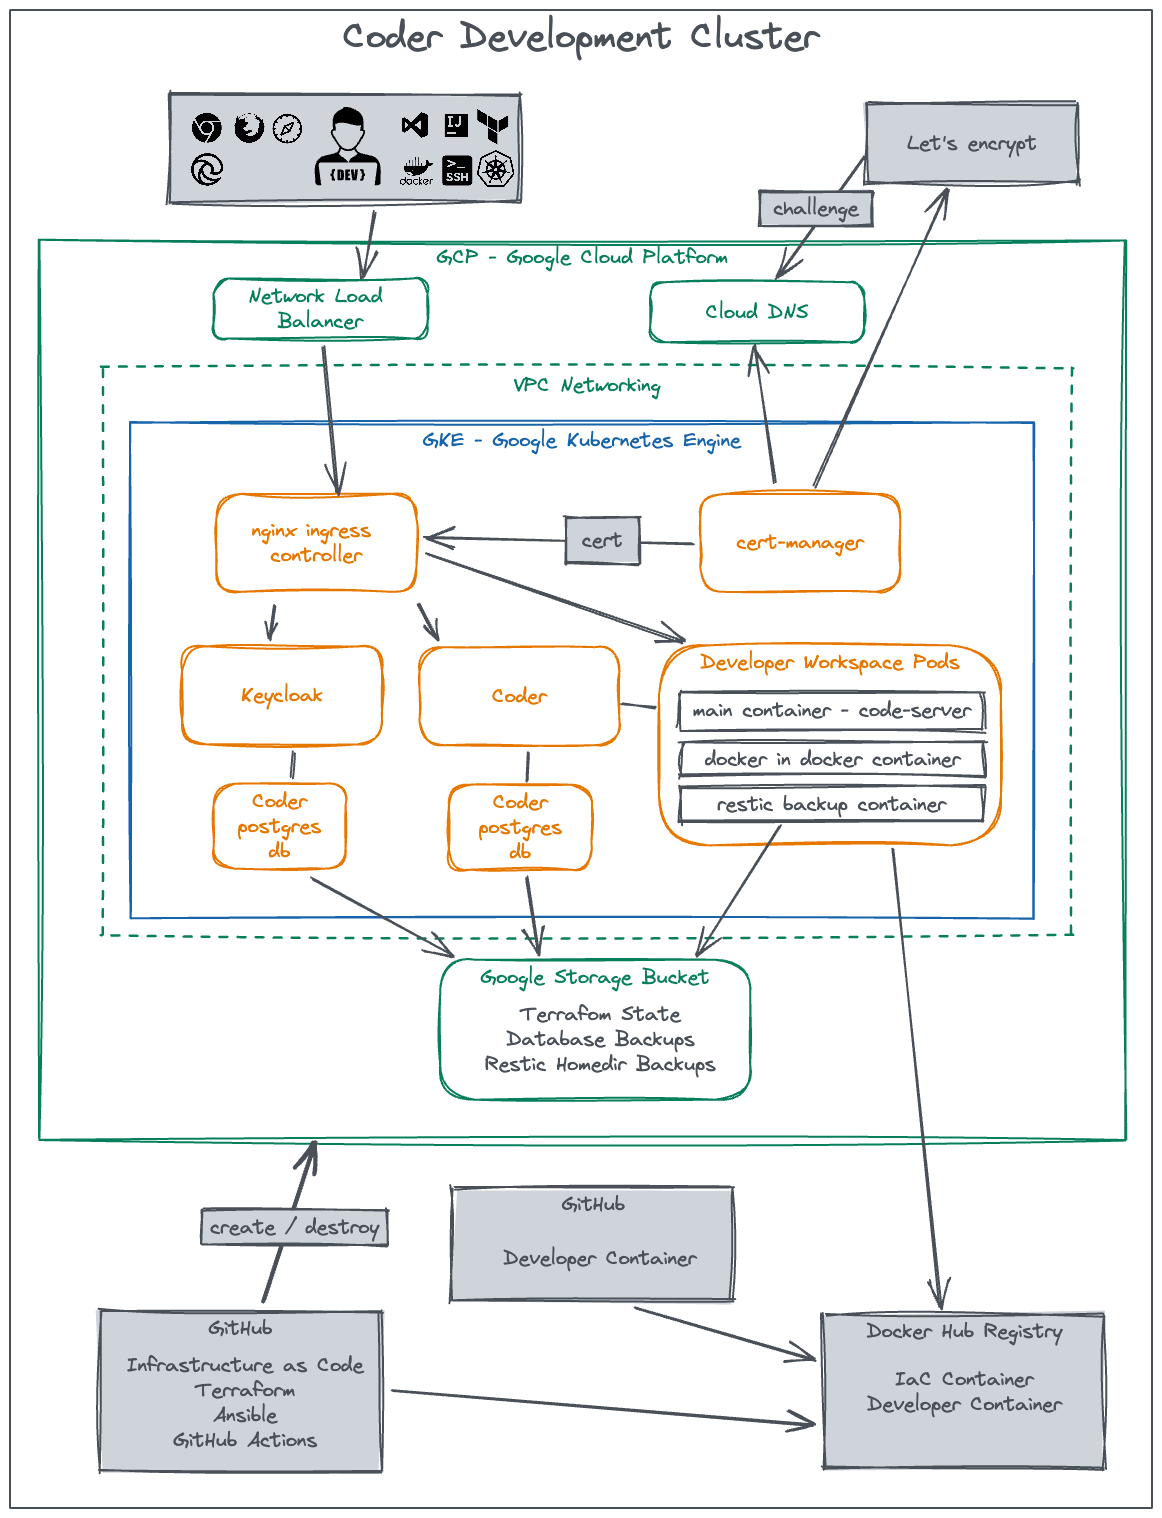 Coder Development Cluster
IJ
{DEV}
docker
>_
SSH
Let's encrypt
challenge
GCP - Google Cloud Platform
Network Load
Balancer
Cloud DNS
VPC Networking
GKE - Google Kubernetes Engine
nginx ingress
controller
cert
cert-manager
Keycloak
Coder
Developer Workspace Pods
main container - code-server
docker in docker container
restic backup container
Coder
postgres
db
Coder
postgres
db
Google Storage Bucket
Terrafom State
Database Backups
Restic Homedir Backups
create / destroy
GitHub
Developer Container
GitHub
Infrastructure as Code
Terraform
Ansible
GitHub Actions
Docker Hub Registry
IaC Container
Developer Container